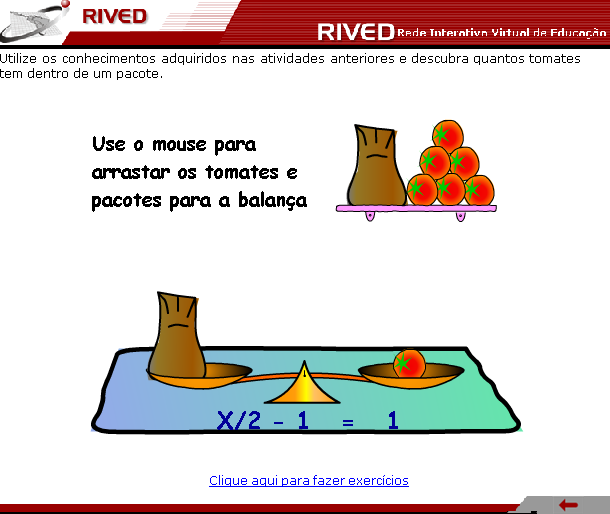 RIVED
RIVED Rede Interativa Virtual de Educação
Utilize os conhecimentos adquiridos nas atividades anteriores e descubra quantos tomates
tem dentro de um pacote.
Use o mouse para
arrastar os tomates e
pacotes para a balança
X/2 - 1 = 1
Clique aqui para fazer exercícios